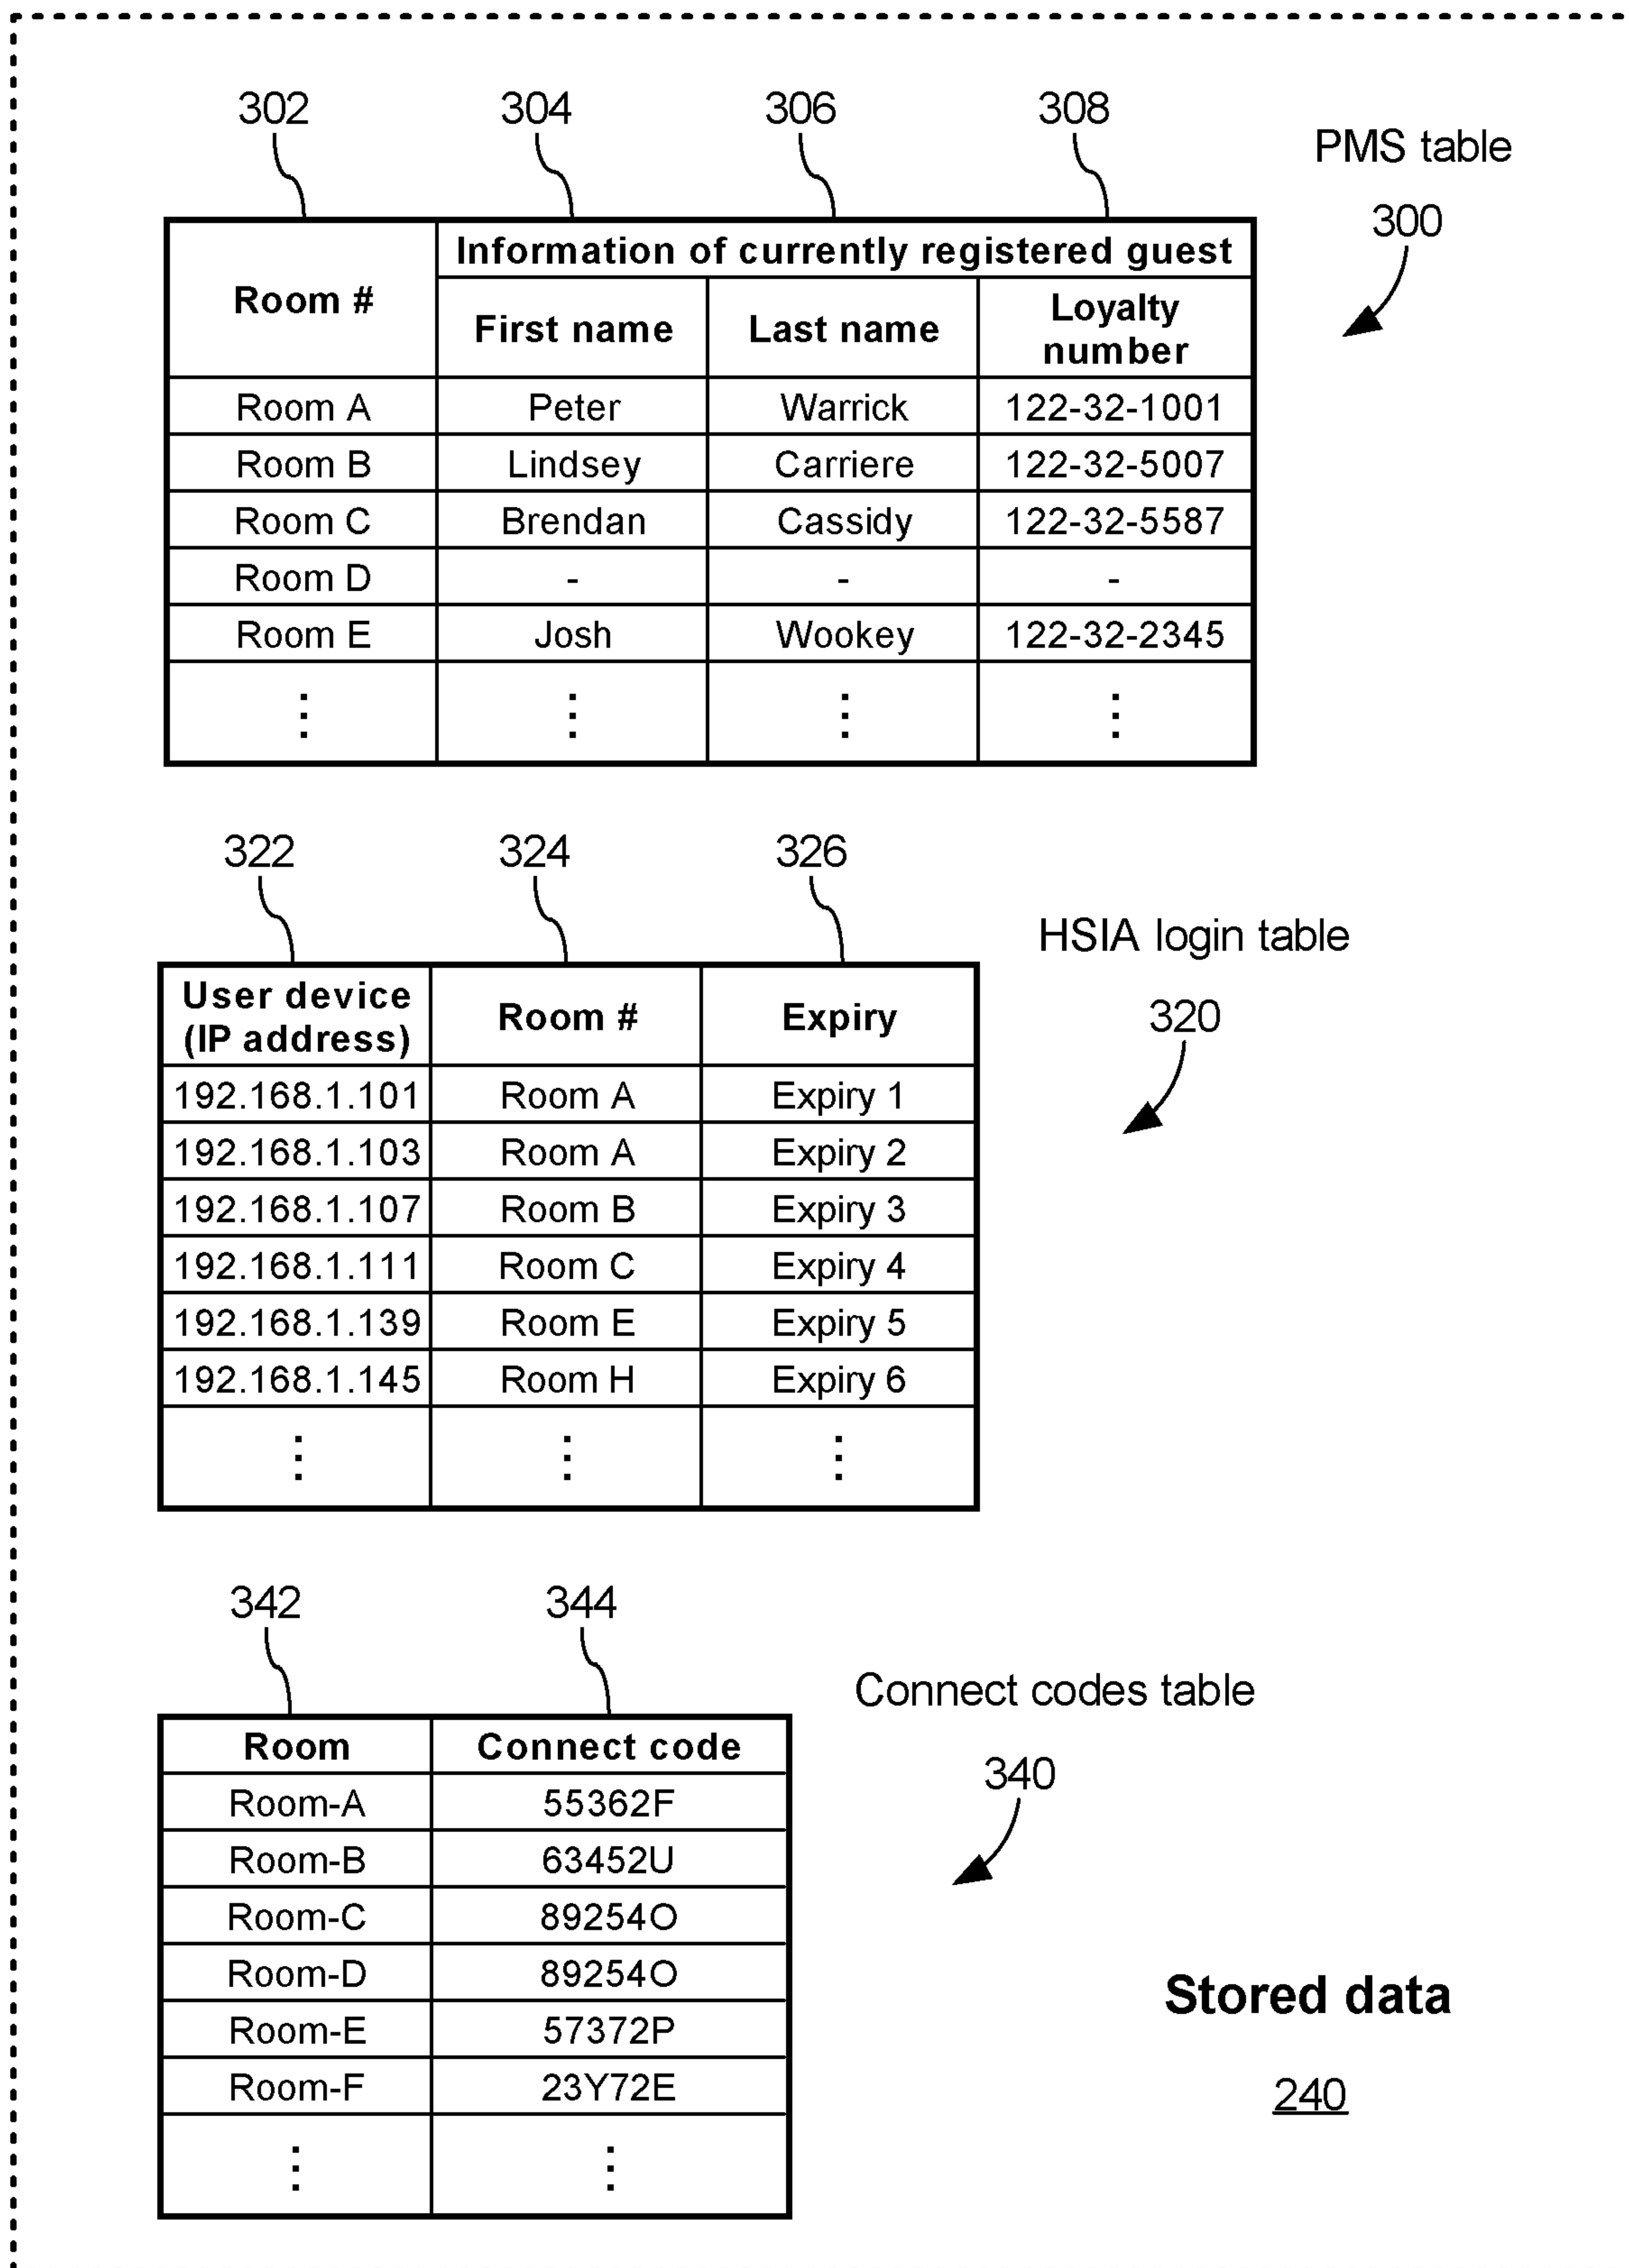 302 304 306 308
PMS table
300
Information of currently registered guest
Room #
First name Last name Loyalty number
Room A Peter Warrick 122-32-1001
Room B Lindsey Carriere 122-32-5007
Room C Brendan Cassidy 122-32-5587
Room D - - -
Room E Josh Wookey 122-32-2345
⋮ ⋮ ⋮ ⋮
322 324 326
HSIA login table
320
User device
(IP address) Room # Expiry
192.168.1.101 Room A Expiry 1
192.168.1.103 Room A Expiry 2
192.168.1.107 Room B Expiry 3
192.168.1.111 Room C Expiry 4
192.168.1.139 Room E Expiry 5
192.168.1.145 Room H Expiry 6
⋮ ⋮ ⋮
342 344
Connect codes table
340
Room Connect code
Room-A 55362F
Room-B 63452U
Room-C 89254O
Room-D 89254O
Room-E 57372P
Room-F 23Y72E
⋮ ⋮
Stored data
240